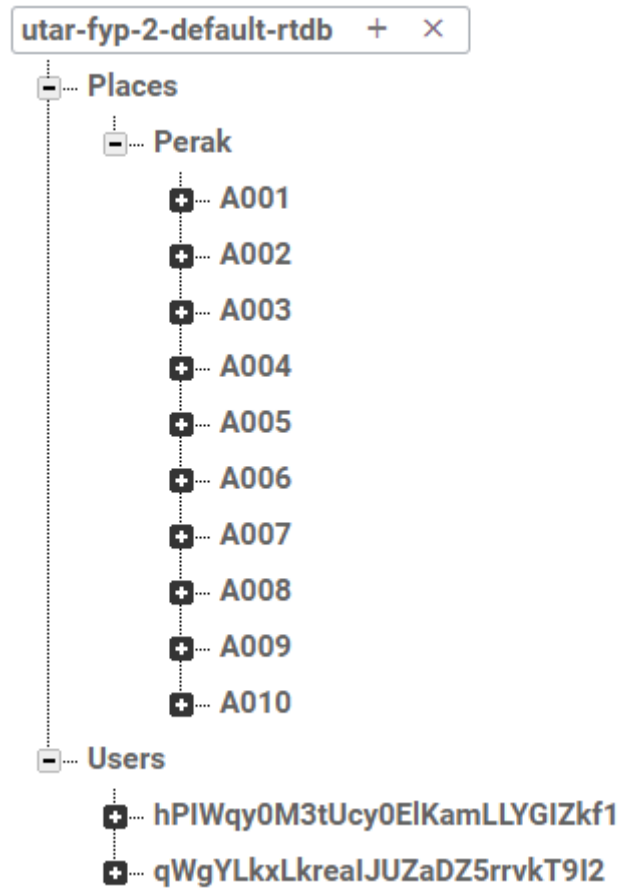 utar-fyp-2-default-rtdb + ×
Places
Perak
A001
A002
A003
A004
A005
A006
A007
A008
A009
A010
Users
hPIWqy0M3tUcy0ElKamLLYGIZkf1
qWgYLkxLkrealJUZaDZ5rrvkT9I2